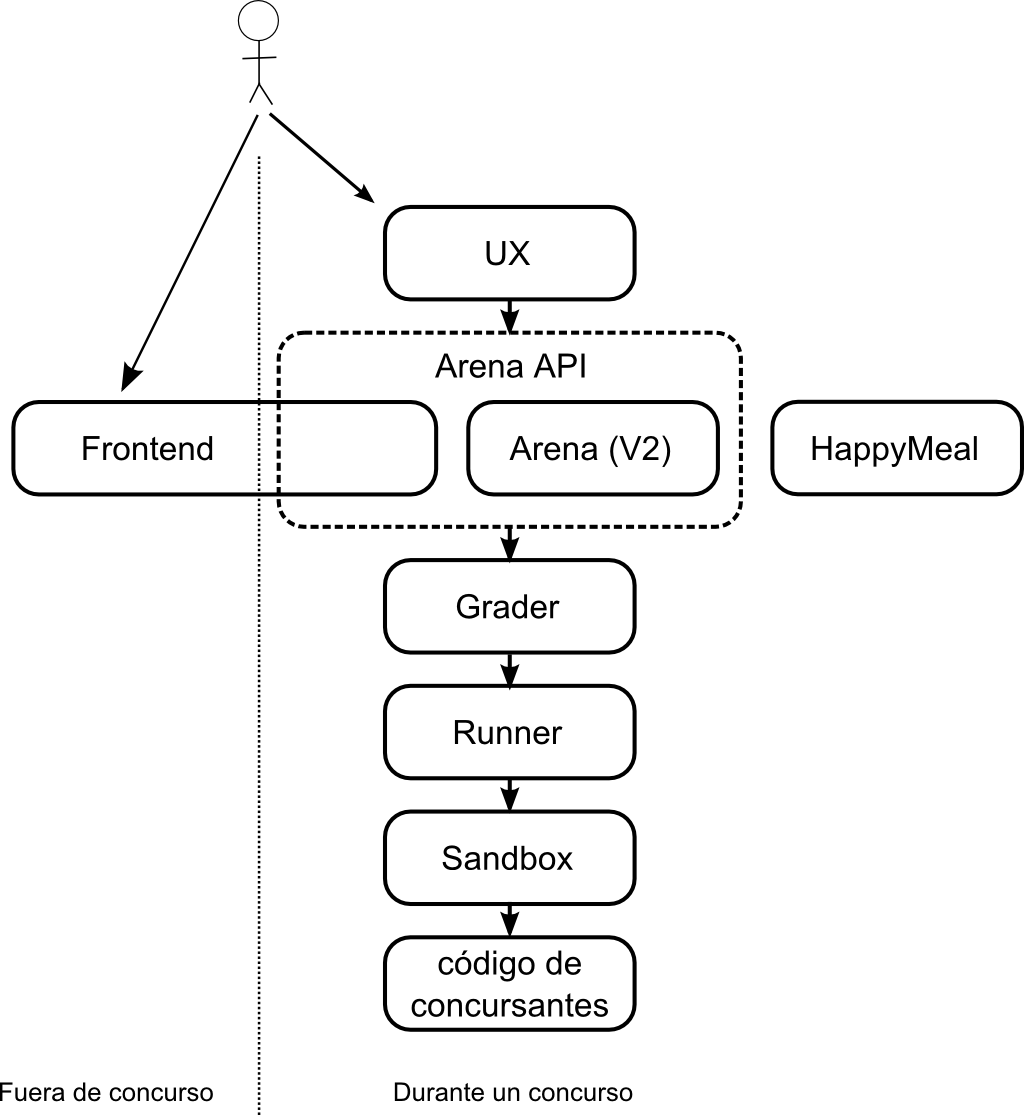 UX
Arena API
Frontend
Arena (V2)
HappyMeal
Grader
Runner
Sandbox
código de
concursantes
Fuera de concurso
Durante un concurso